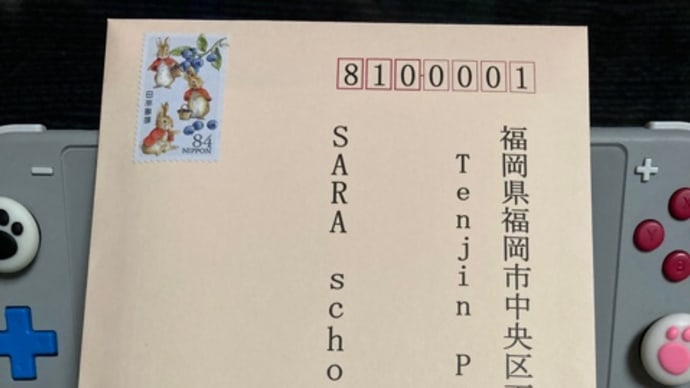 8100001
福岡県福岡市中央区
Tenjin P
SARA scho
84
NIPPON
日本郵便
Y
B